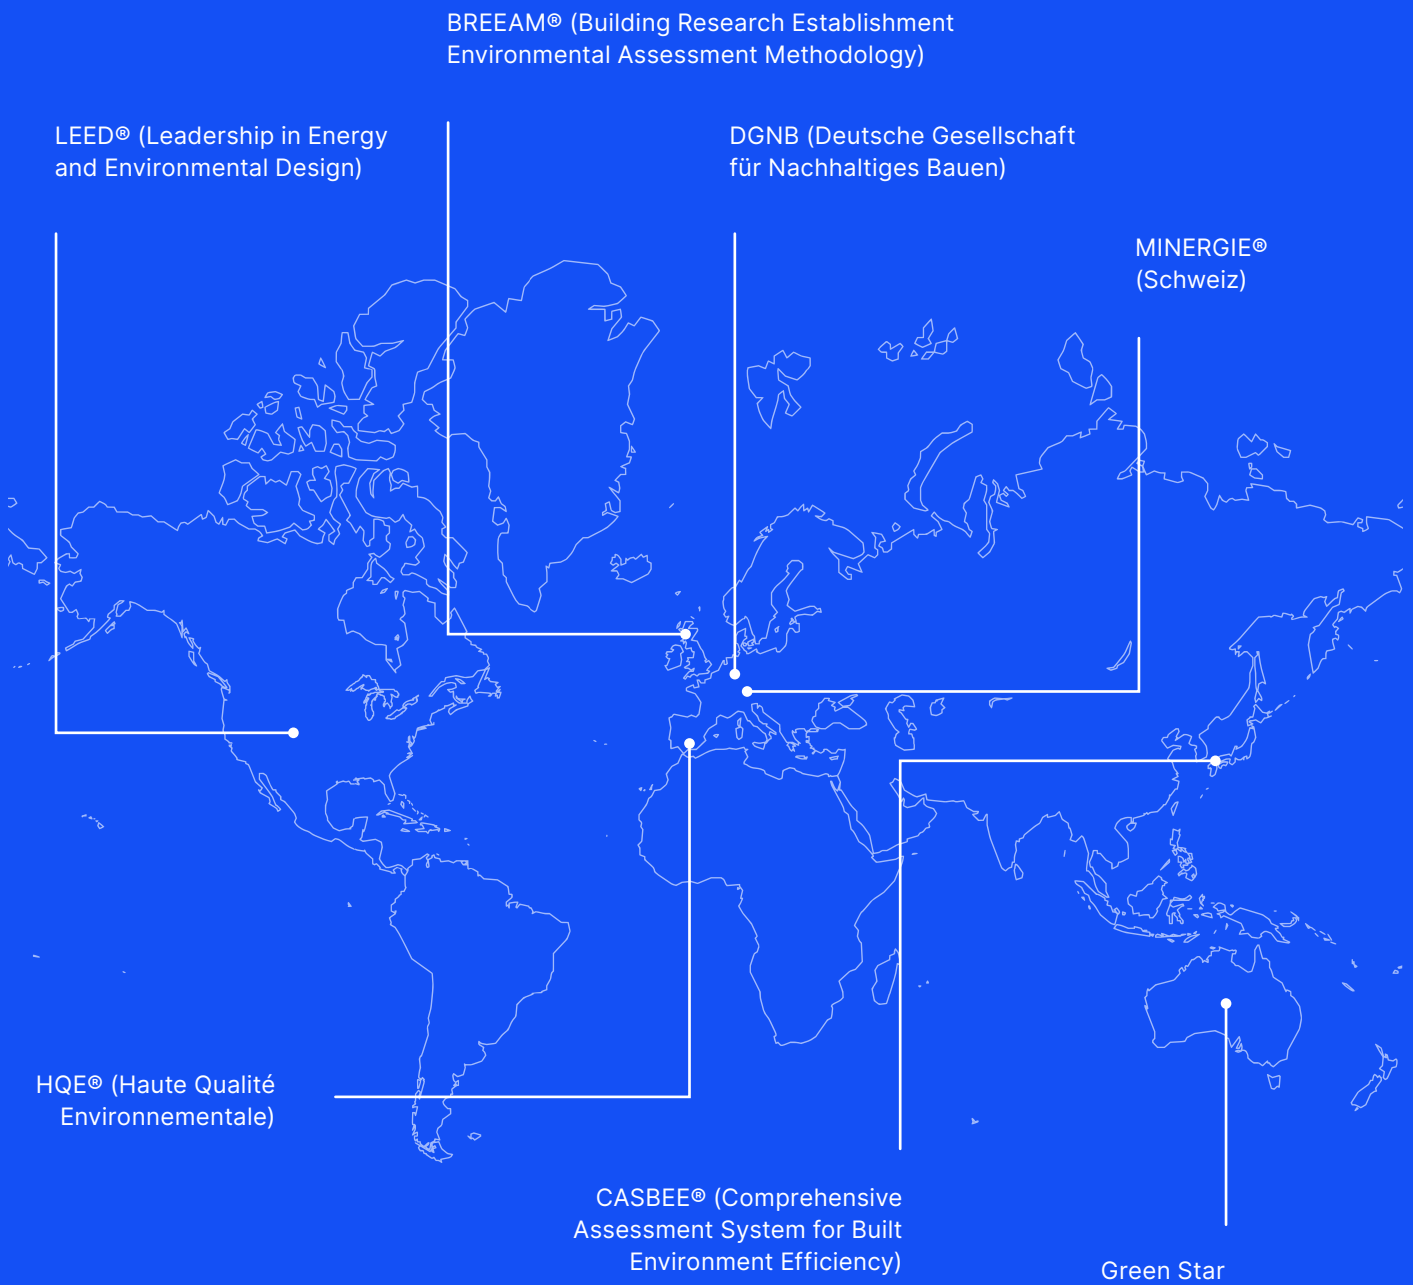 BREEAM® (Building Research Establishment
Environmental Assessment Methodology)
LEED® (Leadership in Energy
and Environmental Design)
DGNB (Deutsche Gesellschaft
für Nachhaltiges Bauen)
MINERGIE®
(Schweiz)
HQE® (Haute Qualité
Environnementale)
CASBEE® (Comprehensive
Assessment System for Built
Environment Efficiency)
Green Star